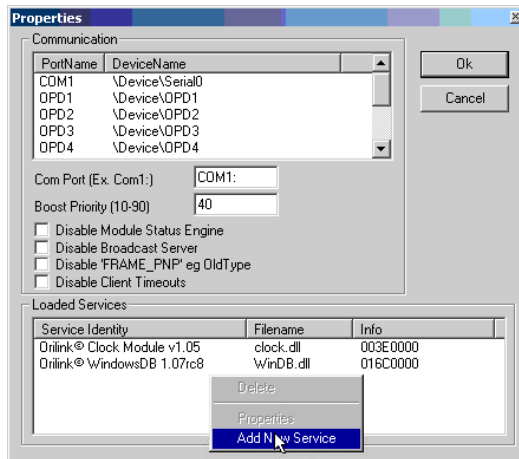 Properties
Communication
PortName DeviceName
COM1 \Device\Serial0
OPD1 \Device\OPD1
OPD2 \Device\OPD2
OPD3 \Device\OPD3
OPD4 \Device\OPD4
Ok
Cancel
Com Port (Ex. Com1:) COM1:
Boost Priority (10-90) 40
Disable Module Status Engine
Disable Broadcast Server
Disable 'FRAME_PNP' eg OldType
Disable Client Timeouts
Loaded Services
Service Identity Filename Info
Orilink© Clock Module v1.05 clock.dll 003E0000
Orilink© WindowsDB 1.07rc8 WinDB.dll 016C0000
Delete
Properties
Add New Service